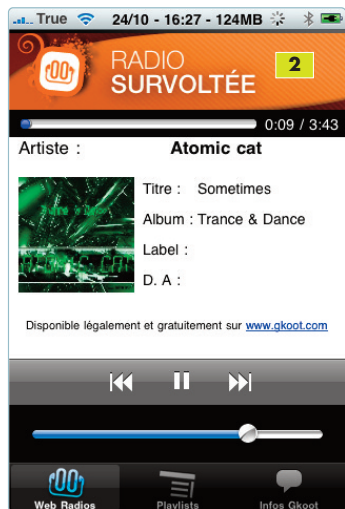 True 24/10 - 16:27 - 124MB
RADIO
SURVOLTÉE
2
0:09 / 3:43
Artiste : Atomic cat
Titre : Sometimes
Album : Trance & Dance
Label :
D. A :
Disponible légalement et gratuitement sur www.gkoot.com
Web Radios Playlists Infos Gkoot